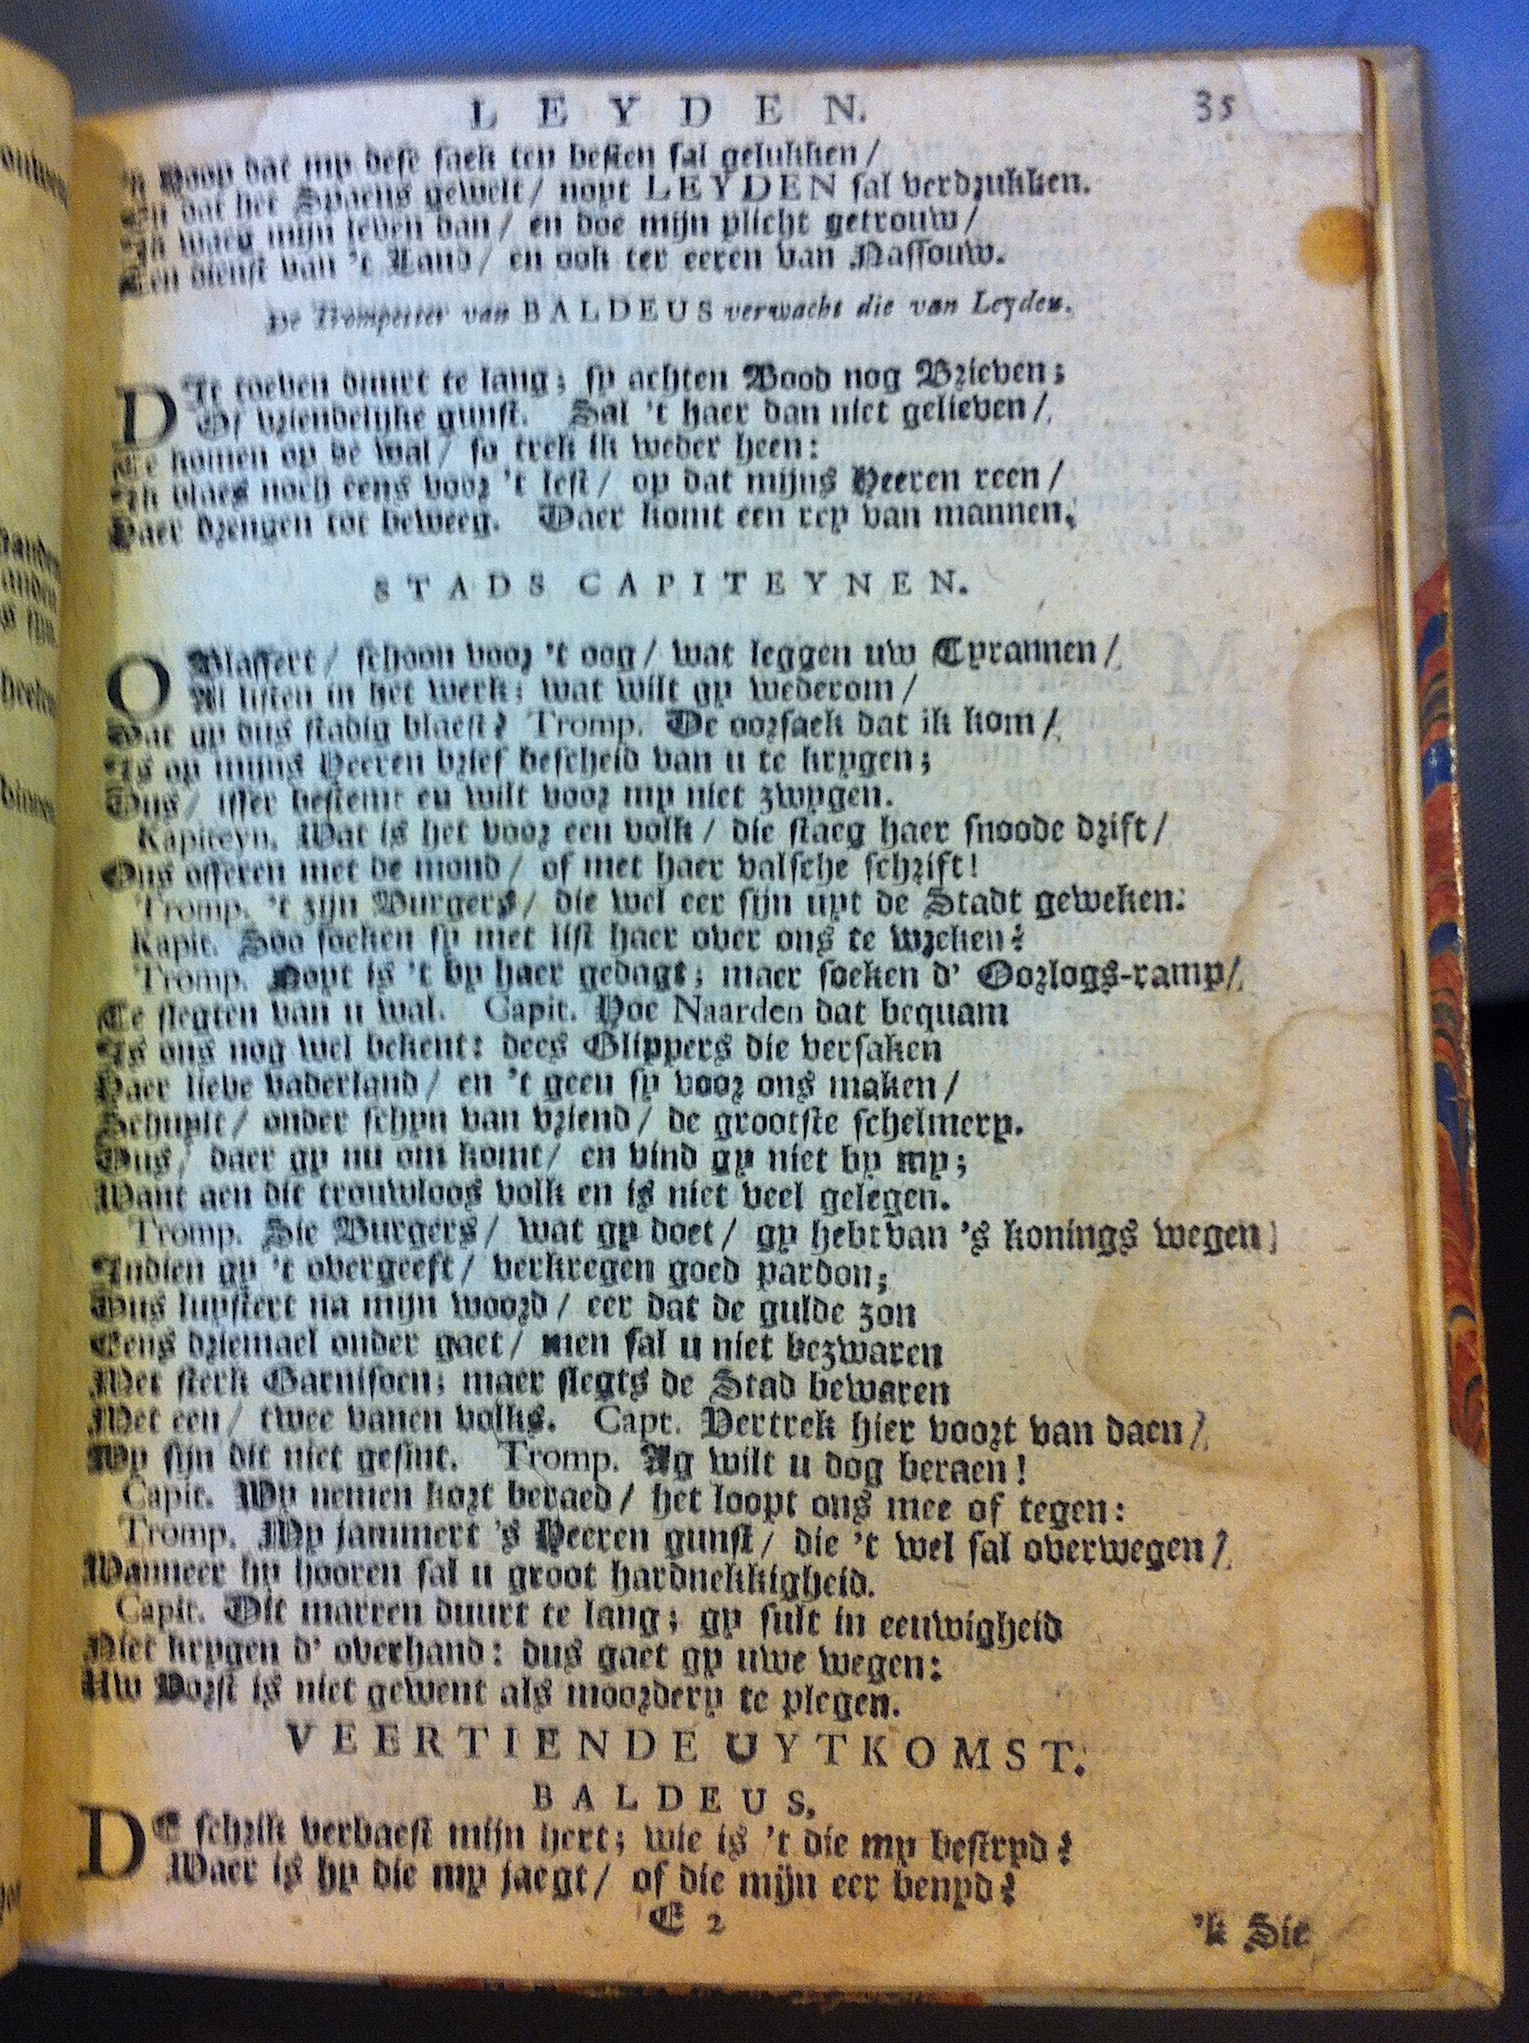 LEYDEN. 35
'k Hoop dat my dese saek ten besten sal gelukken /
En dat het Spaens gewelt / nopt LEYDEN sal verdrukken.
Ik waeg mijn leven dan / en doe mijn plicht getrouw /
Ten dienst van 't Land / en ook ter eeren van Nassouw.
De Trompetter van BALDEUS verwacht die van Leyden.
DIt toeven duurt te lang; sy achten Bood nog Brieven;
Of vriendelijke gunst. Sal 't haer dan niet gelieven /
Te komen op de wal / so trek ik weder heen:
Ik blaes noch eens voor 't lest / op dat mijns Heeren reen /
Haer brengen tot beweeg. Daer komt een rey van mannen,
STADS CAPITEYNEN.
O Blaffert / schoon voor 't oog / wat leggen uw Tyrannen /
Al listen in het werk: wat wilt gy wederom /
Dat gy dus stadig blaest? Tromp. De oorsaek dat ik kom /
Is op mijns Heeren brief bescheid van u te krygen;
Dus / isser bestemt en wilt voor my niet zwygen.
Kapiteyn. Wat is het voor een volk / die staeg haer snoode drift /
Ons offeren met de mond / of met haer valsche schrift!
Tromp. 't zijn Burgers / die wel eer sijn uyt de Stadt geweken:
Kapit. Soo soeken sy met list haer over ons te wreken?
Tromp. Nopt is 't by haer gedagt; maer soeken d' Oorlogs-ramp /
Te slegten van u wal. Capit. Hoe Naarden dat bequam
Is ons nog wel bekent: dees Glippers die versaken
Haer lieve vaderland / en 't geen sy voor ons maken /
Schuylt / onder schyn van vriend / de grootste schelmery.
Dus / daer gy nu om komt / en vind gy niet by my;
Want aen dit trouwloos volk en is niet veel gelegen.
Tromp. Sie Burgers / wat gy doet / gy hebt van 's konings wegen /
Indien gy 't overgeeft / verkregen goed pardon;
Dus luystert na mijn woord / eer dat de gulde zon
Eens driemael onder gaet / men sal u niet bezwaren
Met sterk Garnisoen; maer slegts de Stad bewaren
Met een / twee vanen volks. Capt. Vertrek hier voort van daen /
Wy sijn dit niet gesint. Tromp. Ag wilt u dog beraen!
Capit. Wy nemen kort beraed / het loopt ons mee of tegen:
Tromp. My jammert 's Heeren gunst / die 't wel sal overwegen /
Wanneer hy hooren sal u groot hardnekkigheid.
Capit. Dit marren duurt te lang; gy sult in eeuwigheid
Niet krygen d' overhand: dus gaet gy uwe wegen:
Uw Vorst is niet gewent als moordery te plegen.
VEERTIENDE UYTKOMST.
BALDEUS,
DE schrik verbaest mijn hert; wie is 't die my bestryd?
Waer is hy die my jaegt / of die mijn eer benyd?
E 2
'k Sie